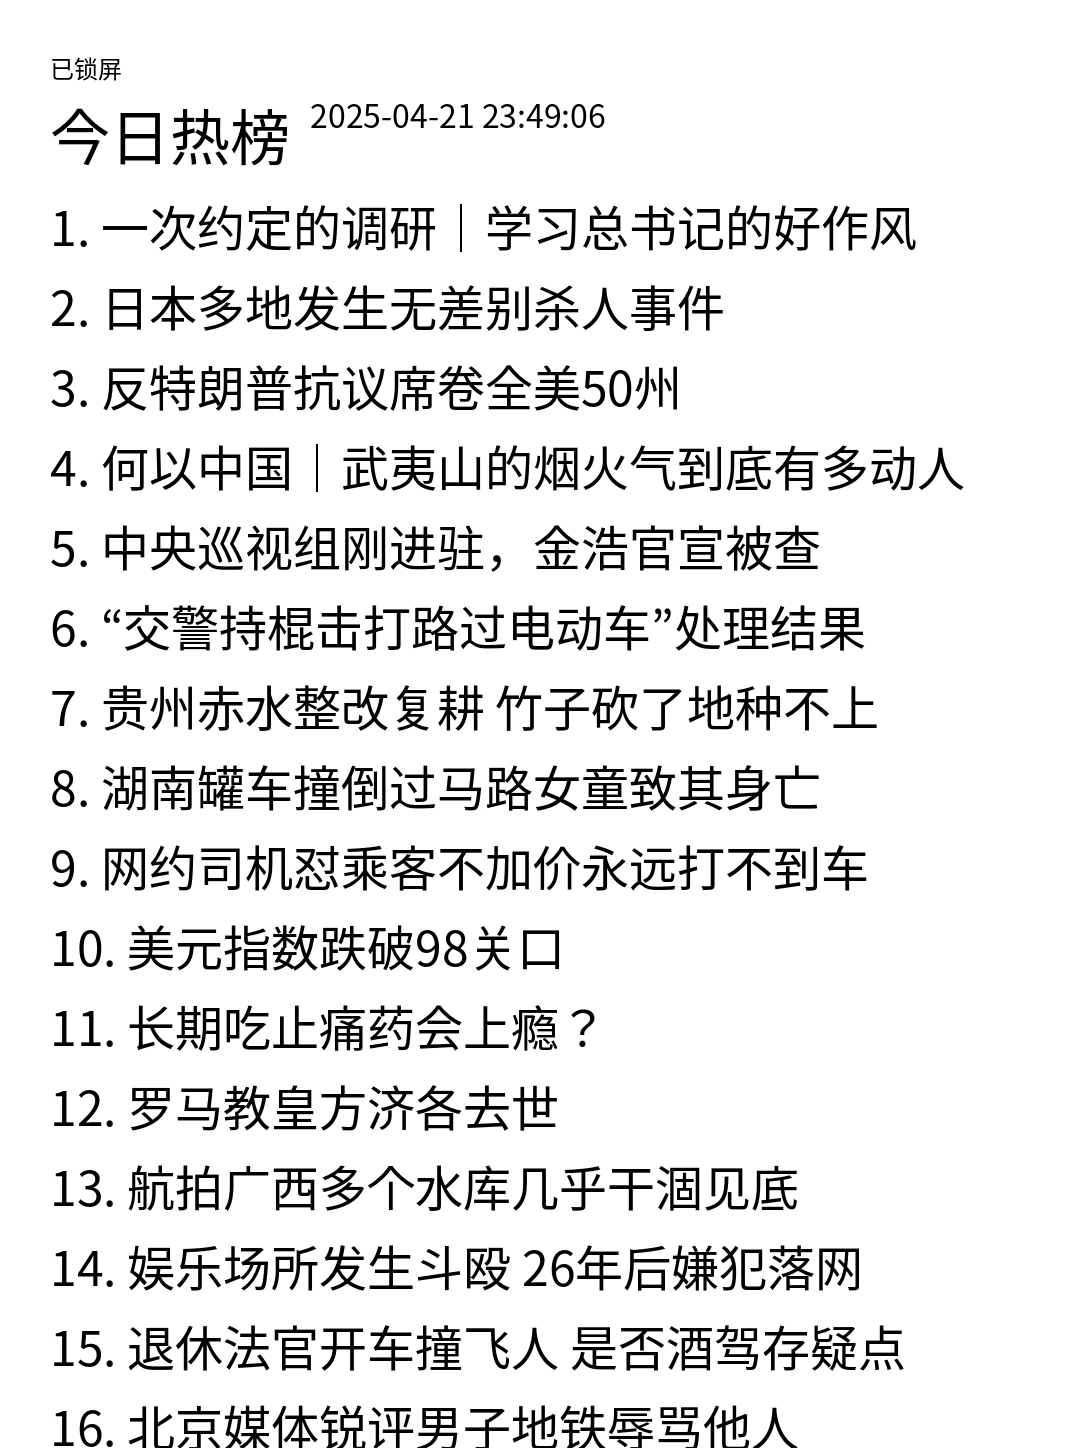 已锁屏
今日热榜 2025-04-21 23:49:06
1. 一次约定的调研｜学习总书记的好作风
2. 日本多地发生无差别杀人事件
3. 反特朗普抗议席卷全美50州
4. 何以中国｜武夷山的烟火气到底有多动人
5. 中央巡视组刚进驻，金浩官宣被查
6. “交警持棍击打路过电动车”处理结果
7. 贵州赤水整改复耕 竹子砍了地种不上
8. 湖南罐车撞倒过马路女童致其身亡
9. 网约司机怼乘客不加价永远打不到车
10. 美元指数跌破98关口
11. 长期吃止痛药会上瘾？
12. 罗马教皇方济各去世
13. 航拍广西多个水库几乎干涸见底
14. 娱乐场所发生斗殴 26年后嫌犯落网
15. 退休法官开车撞飞人 是否酒驾存疑点
16. 北京媒体锐评男子地铁辱骂他人